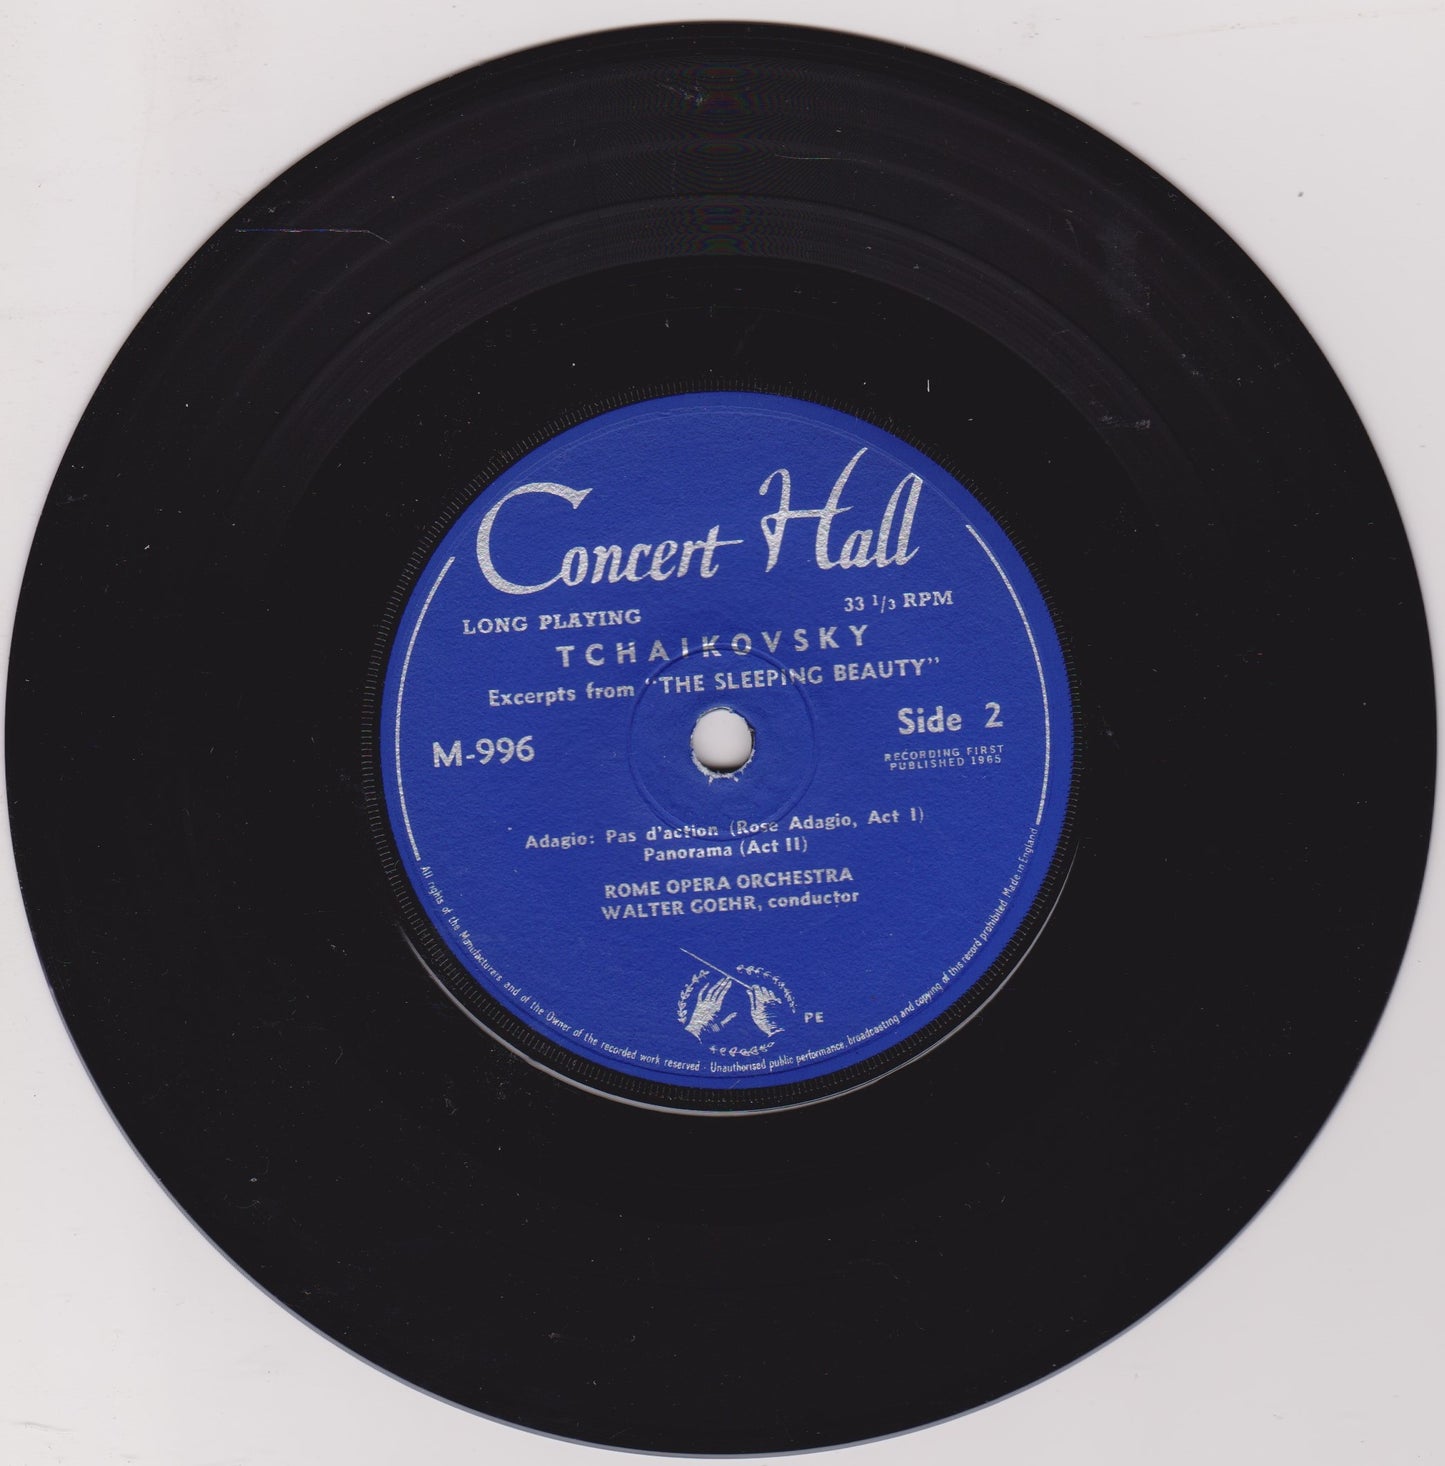 Concert Hall
LONG PLAYING
33 1/3 RPM
TCHAIKOVSKY
Excerpts from "THE SLEEPING BEAUTY"
Side 2
M-996
RECORDING FIRST
PUBLISHED 1965
Adagio: Pas d'action (Rose Adagio, Act I)
Panorama (Act II)
ROME OPERA ORCHESTRA
WALTER GOEHR, conductor
PE
All rights of the Manufacturers and of the Owner of the recorded work reserved · Unauthorised public performance, broadcasting and copying of this record prohibited. Made in England